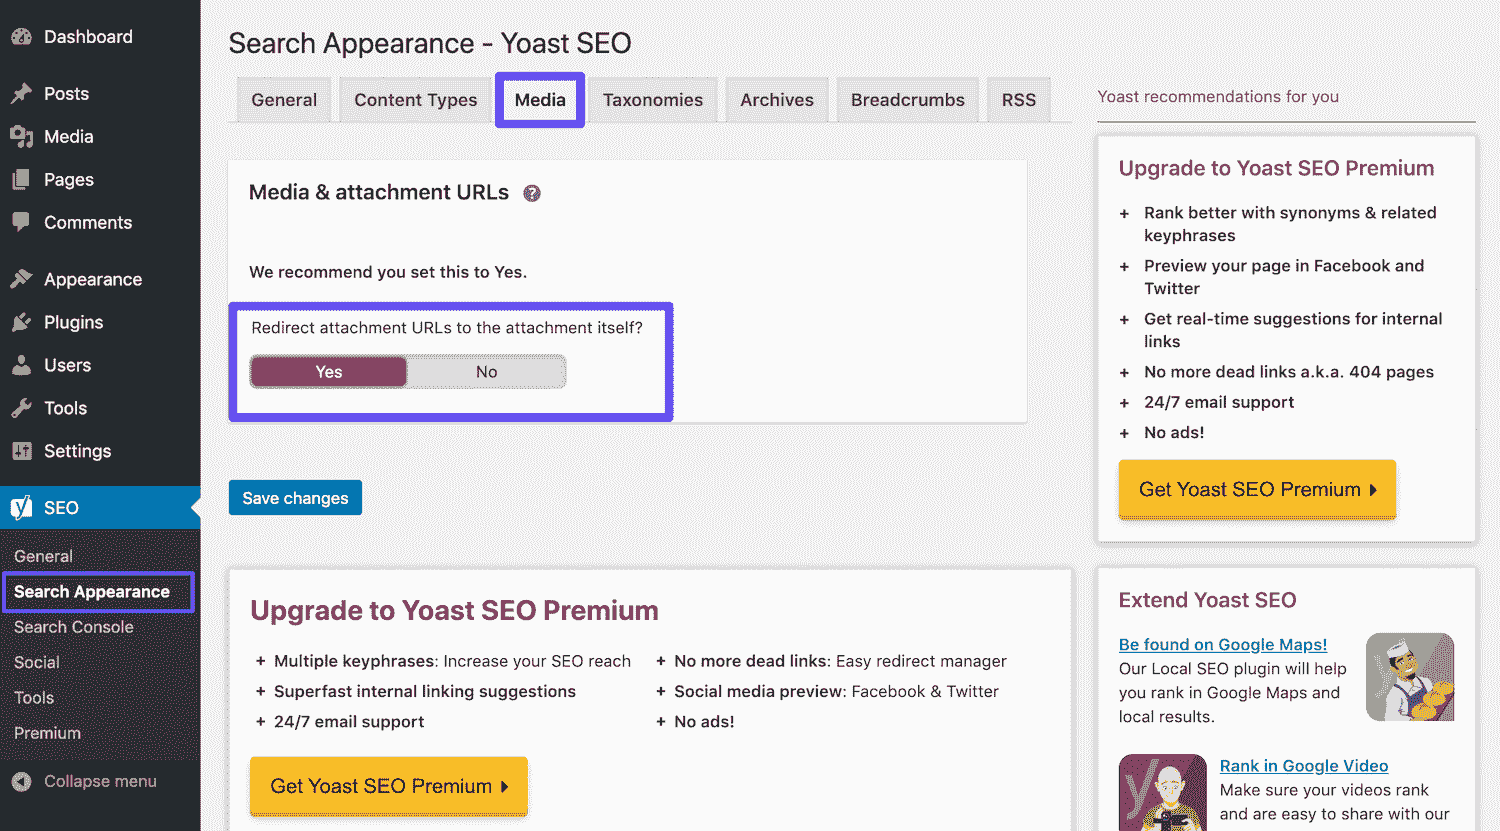 Dashboard
Posts
Media
Pages
Comments
Appearance
Plugins
Users
Tools
Settings
SEO
General
Search Appearance
Search Console
Social
Tools
Premium
Collapse menu
Search Appearance - Yoast SEO
General
Content Types
Media
Taxonomies
Archives
Breadcrumbs
RSS
Media & attachment URLs
We recommend you set this to Yes.
Redirect attachment URLs to the attachment itself?
Yes
No
Save changes
Upgrade to Yoast SEO Premium
+ Multiple keyphrases: Increase your SEO reach
+ Superfast internal linking suggestions
+ 24/7 email support
+ No more dead links: Easy redirect manager
+ Social media preview: Facebook & Twitter
+ No ads!
Get Yoast SEO Premium
Yoast recommendations for you
Upgrade to Yoast SEO Premium
+ Rank better with synonyms & related
keyphrases
+ Preview your page in Facebook and
Twitter
+ Get real-time suggestions for internal
links
+ No more dead links a.k.a. 404 pages
+ 24/7 email support
+ No ads!
Get Yoast SEO Premium
Extend Yoast SEO
Be found on Google Maps!
Our Local SEO plugin will help
you rank in Google Maps and
local results.
Rank in Google Video
Make sure your videos rank
and are easy to share with our